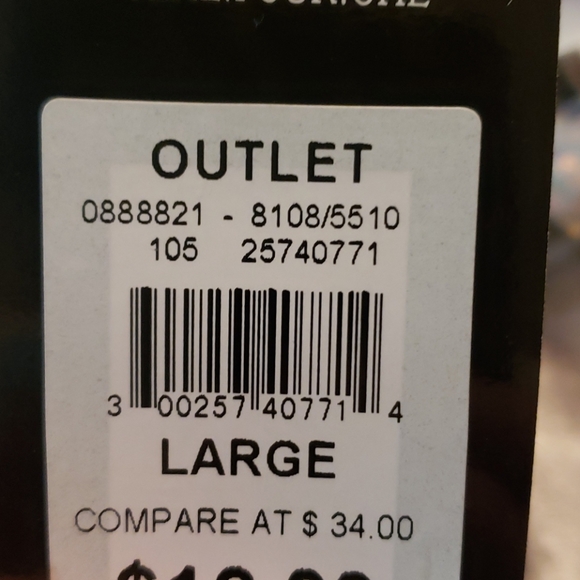 OUTLET
0888821 - 8108/5510
105 25740771
3 00257 40771 4
LARGE
COMPARE AT $ 34.00